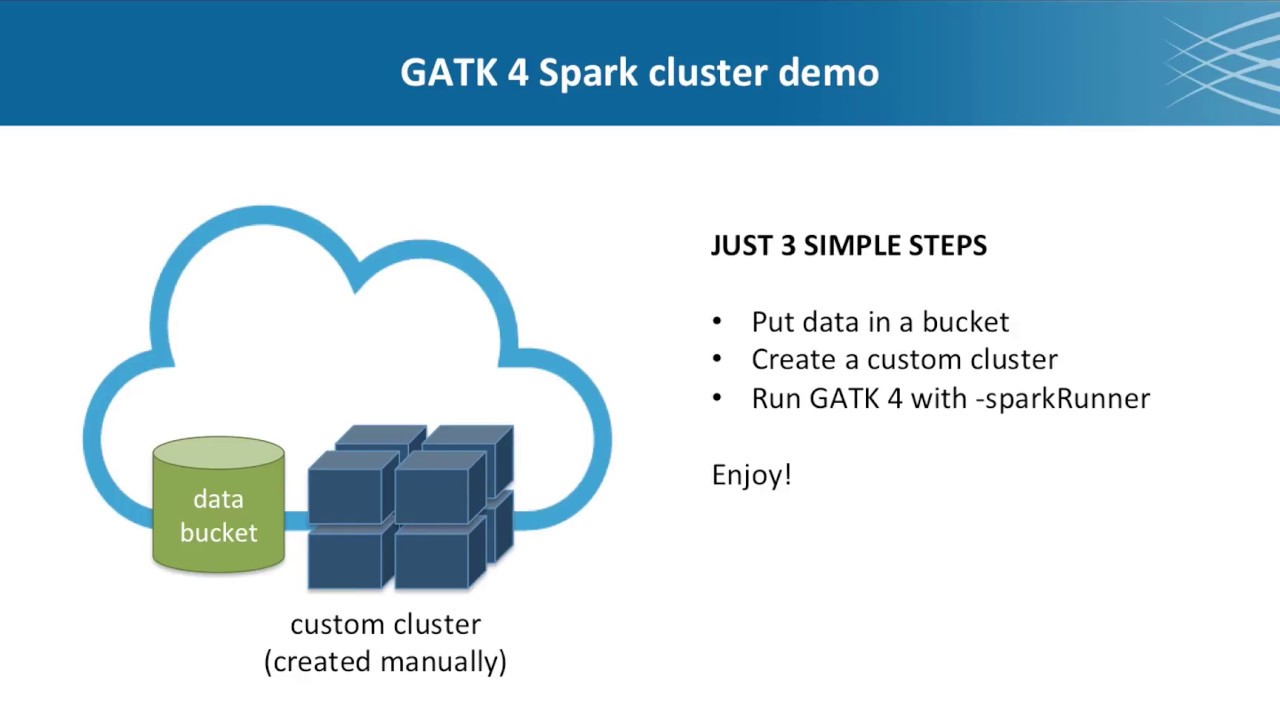 GATK 4 Spark cluster demo
JUST 3 SIMPLE STEPS
• Put data in a bucket
• Create a custom cluster
• Run GATK 4 with -sparkRunner
Enjoy!
data
bucket
custom cluster
(created manually)